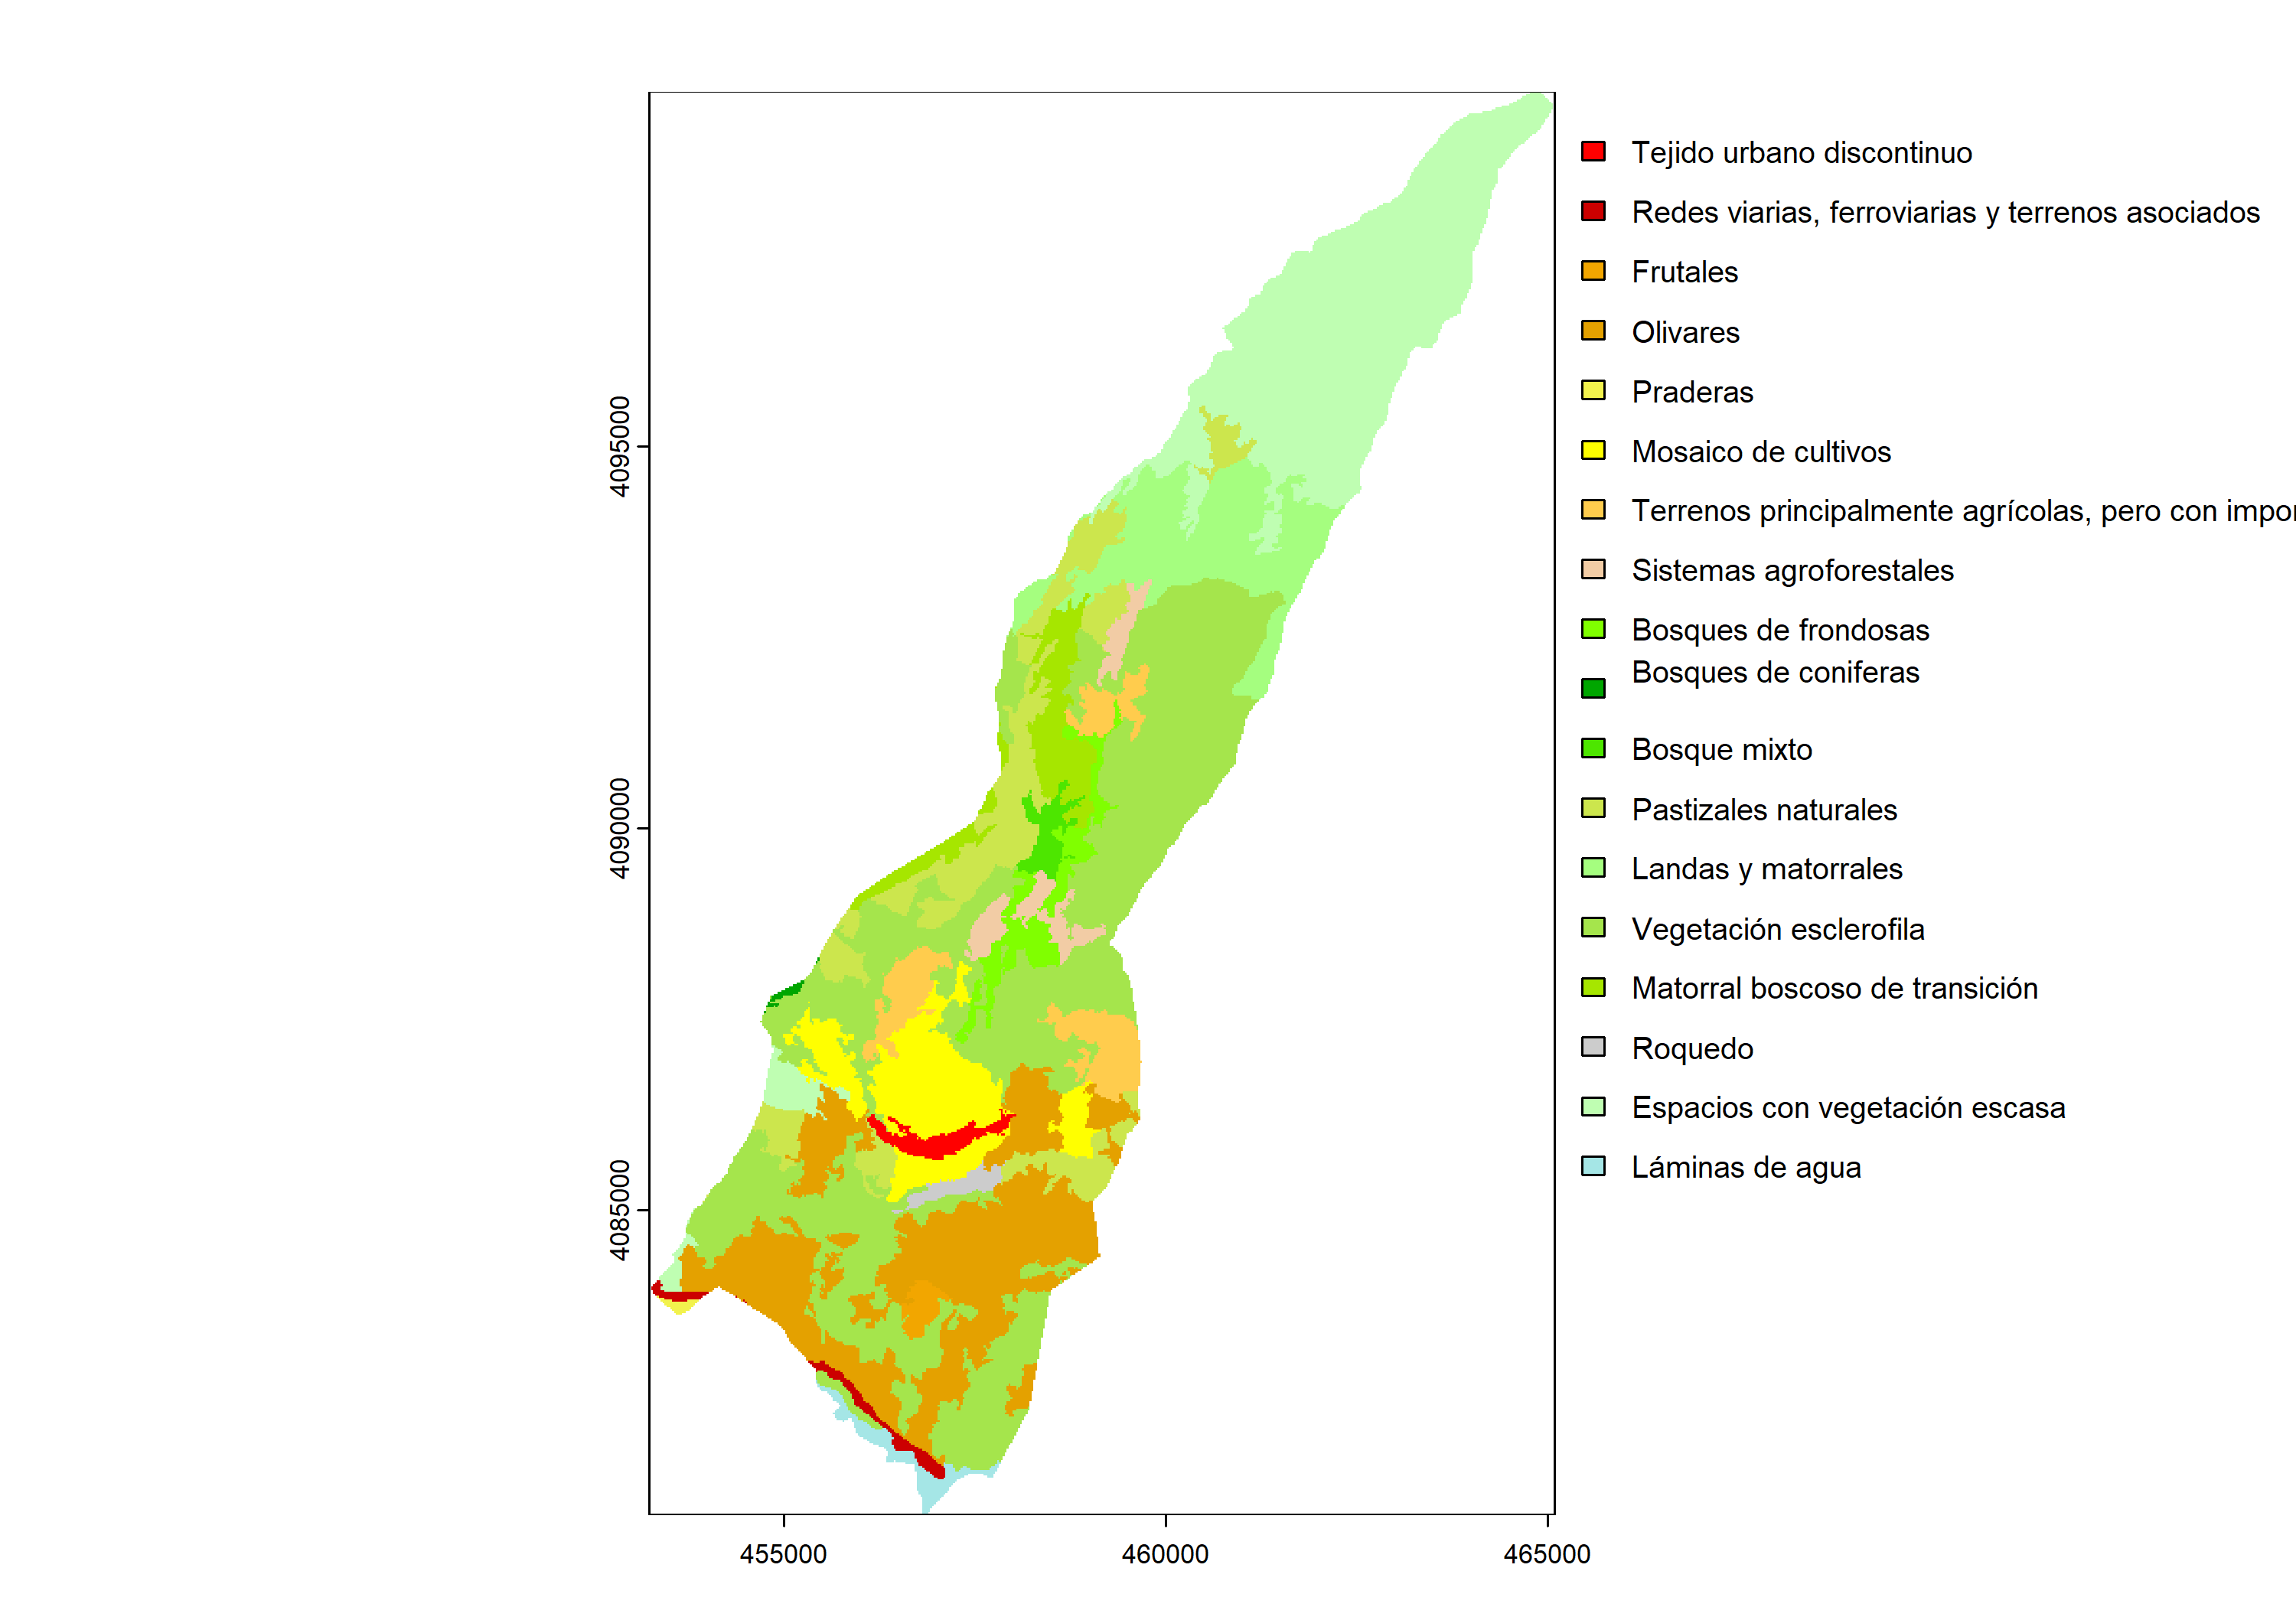 Tejido urbano discontinuo
Redes viarias, ferroviarias y terrenos asociados
Frutales
Olivares
Praderas
Mosaico de cultivos
Terrenos principalmente agrícolas, pero con
Sistemas agroforestales
Bosques de frondosas
Bosques de coniferas
Bosque mixto
Pastizales naturales
Landas y matorrales
Vegetación esclerofila
Matorral boscoso de transición
Roquedo
Espacios con vegetación escasa
Láminas de agua
4095000
4090000
4085000
455000
460000
465000